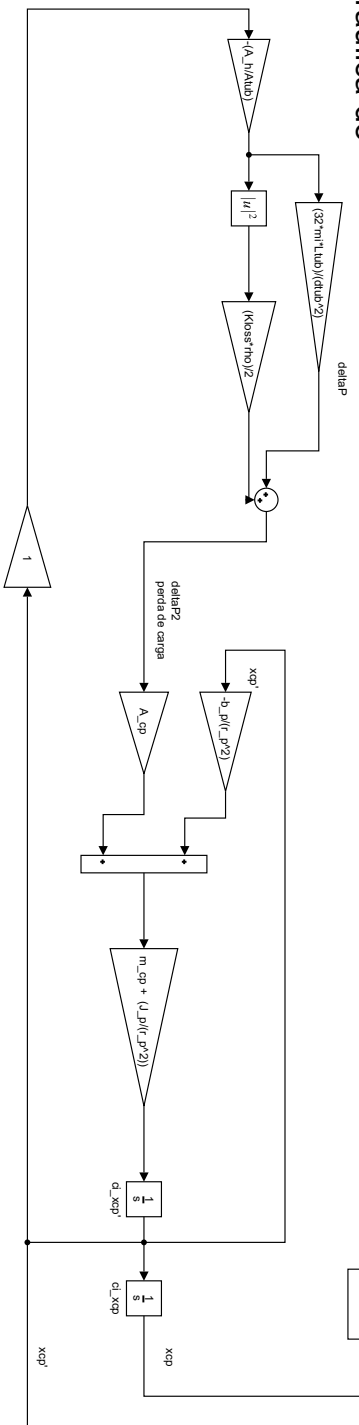 -(A_h/Atub)
|u|²
(32*mi*Ltub)/(dtub^2)
deltaP
(Kloss*rho)/2
+
+
1
deltaP2
perda de carga
A_cp
xcp'
-b_p/(r_p^2)
+
+
m_cp + (J_p/(r_p^2))
1
s
ci_xcp'
1
s
ci_xcp
xcp
xcp'